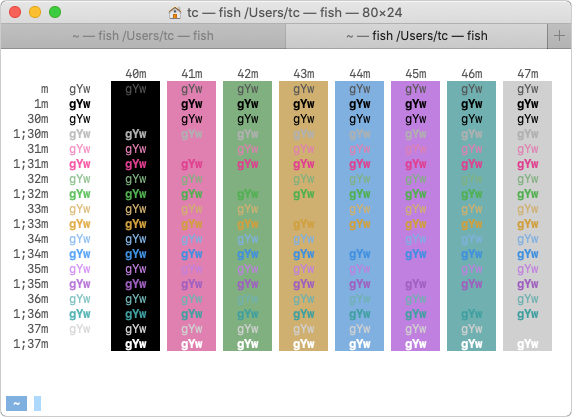 tc — fish /Users/tc — fish — 80×24
~ — fish /Users/tc — fish
~ — fish /Users/tc — fish
+
40m 41m 42m 43m 44m 45m 46m 47m
m gYw gYw gYw gYw gYw gYw gYw gYw gYw
1m gYw gYw gYw gYw gYw gYw gYw gYw
30m gYw gYw gYw gYw gYw gYw gYw gYw
1;30m gYw gYw gYw gYw gYw gYw gYw gYw gYw
31m gYw gYw gYw gYw gYw gYw gYw gYw
1;31m gYw gYw gYw gYw gYw gYw gYw gYw gYw
32m gYw gYw gYw gYw gYw gYw gYw gYw
1;32m gYw gYw gYw gYw gYw gYw gYw gYw gYw
33m gYw gYw gYw gYw gYw gYw gYw gYw
1;33m gYw gYw gYw gYw gYw gYw gYw gYw gYw
34m gYw gYw gYw gYw gYw gYw gYw gYw
1;34m gYw gYw gYw gYw gYw gYw gYw gYw gYw
35m gYw gYw gYw gYw gYw gYw gYw gYw
1;35m gYw gYw gYw gYw gYw gYw gYw gYw gYw
36m gYw gYw gYw gYw gYw gYw gYw gYw
1;36m gYw gYw gYw gYw gYw gYw gYw gYw gYw
37m gYw gYw gYw gYw gYw gYw gYw gYw
1;37m gYw gYw gYw gYw gYw gYw gYw gYw
~